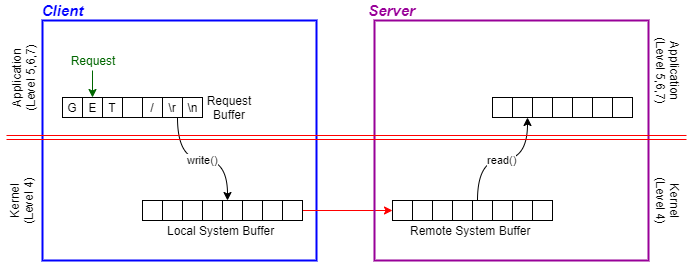 Client
Server
Application
(Level 5,6,7)
Request
G E T / \r \n
Request
Buffer
Application
(Level 5,6,7)
write()
read()
Kernel
(Level 4)
Local System Buffer
Remote System Buffer
Kernel
(Level 4)